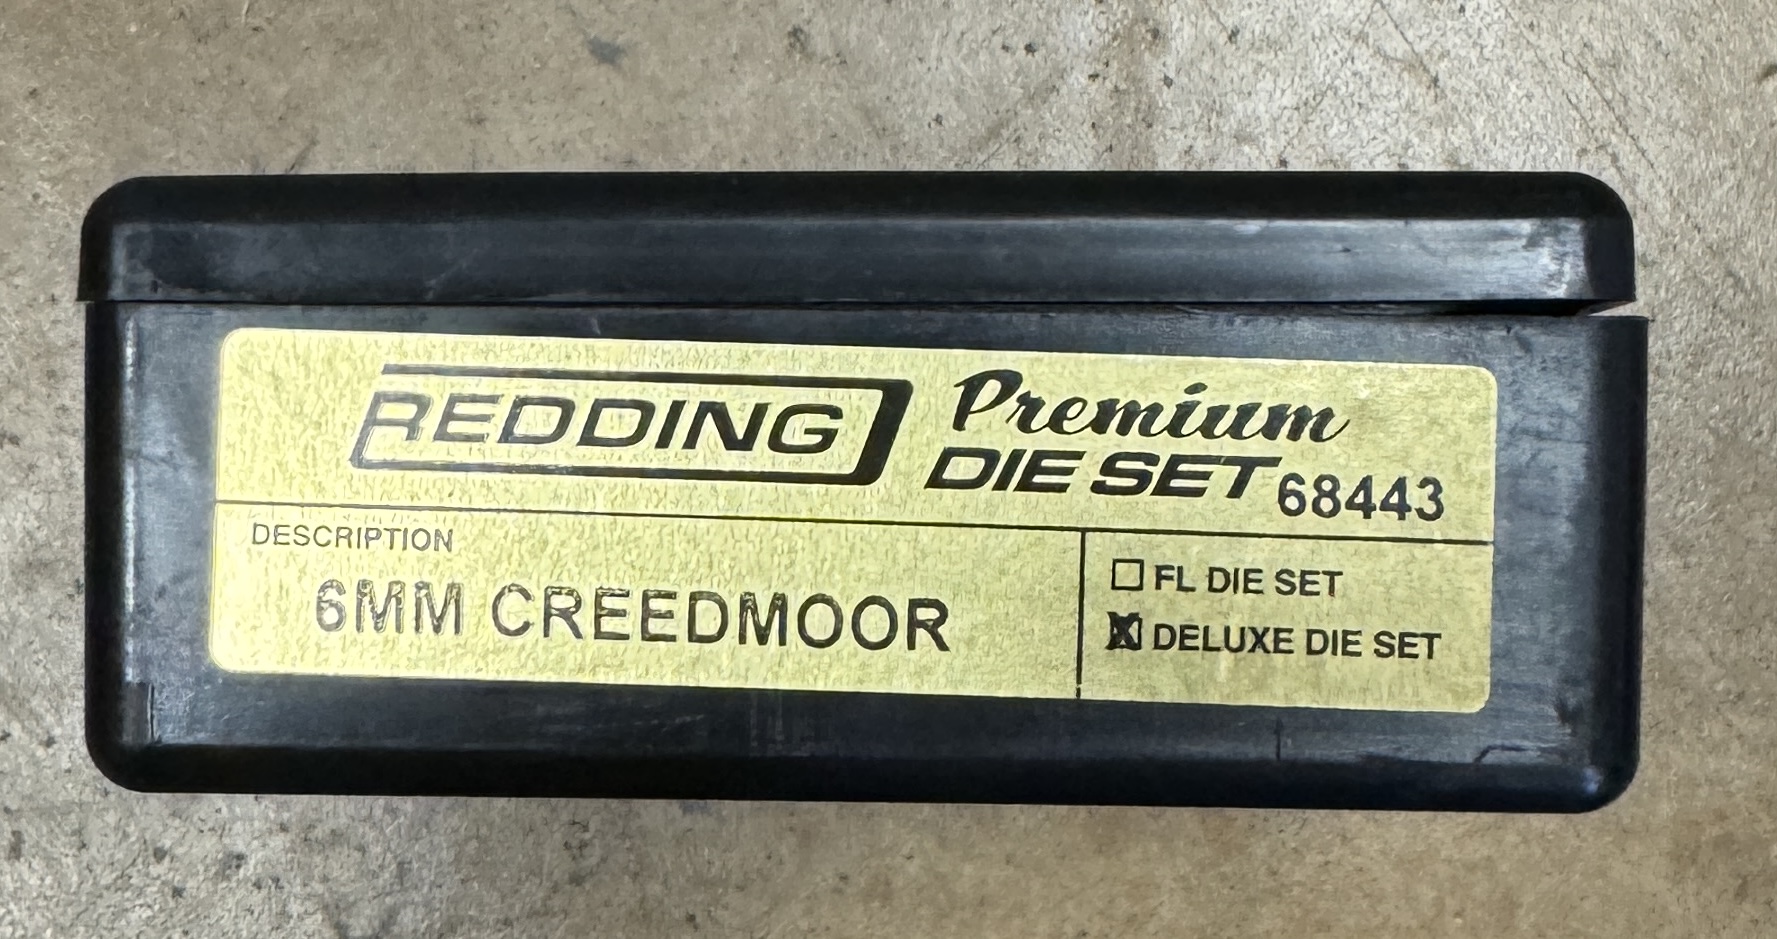 REDDING Premium
DIE SET 68443
DESCRIPTION
6MM CREEDMOOR
FL DIE SET
DELUXE DIE SET